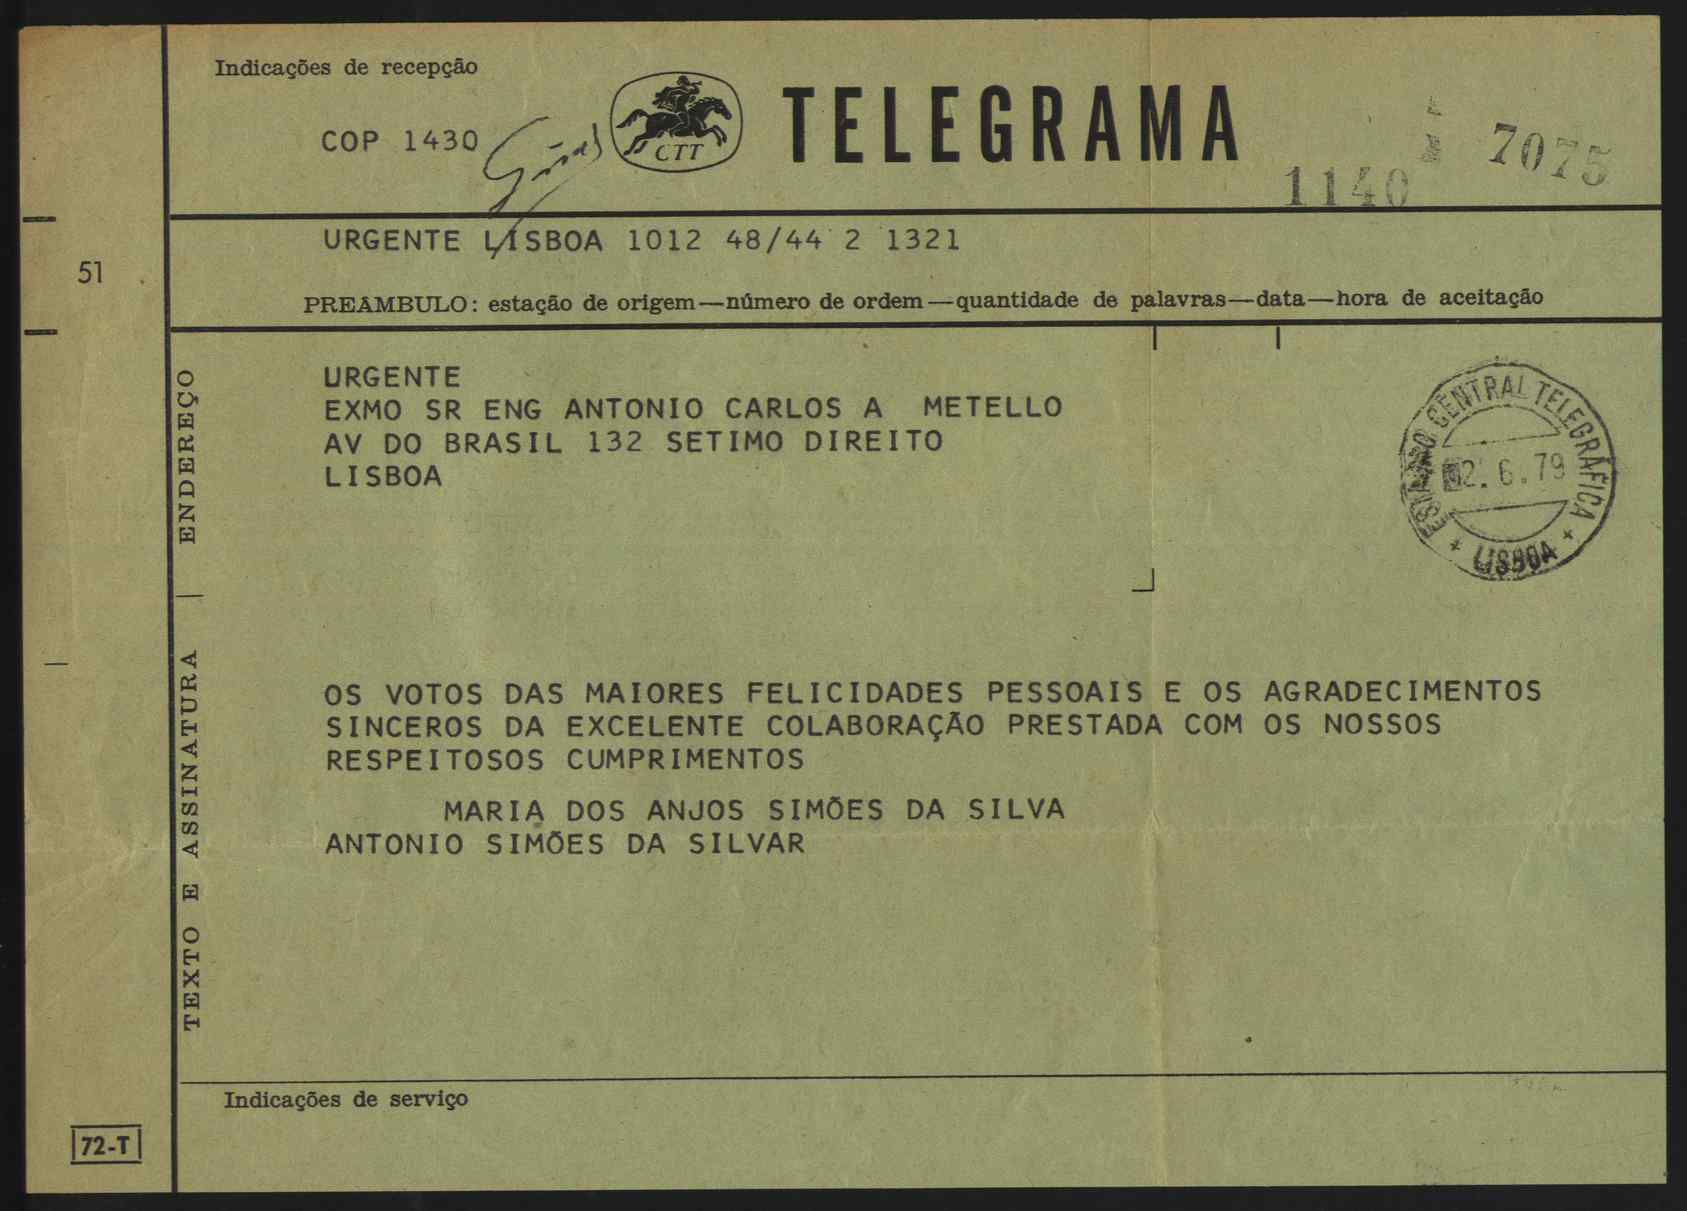 Indicações de recepção
COP 1430
CTT
TELEGRAMA
1140
7075
URGENTE LISBOA 1012 48/44 2 1321
51
PREÂMBULO: estação de origem—número de ordem—quantidade de palavras—data—hora de aceitação
ENDEREÇO
URGENTE
EXMO SR ENG ANTONIO CARLOS A METELLO
AV DO BRASIL 132 SETIMO DIREITO
LISBOA
ESTAÇÃO CENTRAL TELEGRÁFICA
2. 6. 79
+ LISBOA +
TEXTO E ASSINATURA
OS VOTOS DAS MAIORES FELICIDADES PESSOAIS E OS AGRADECIMENTOS
SINCEROS DA EXCELENTE COLABORAÇÃO PRESTADA COM OS NOSSOS
RESPEITOSOS CUMPRIMENTOS
MARIA DOS ANJOS SIMÕES DA SILVA
ANTONIO SIMÕES DA SILVAR
Indicações de serviço
72-T